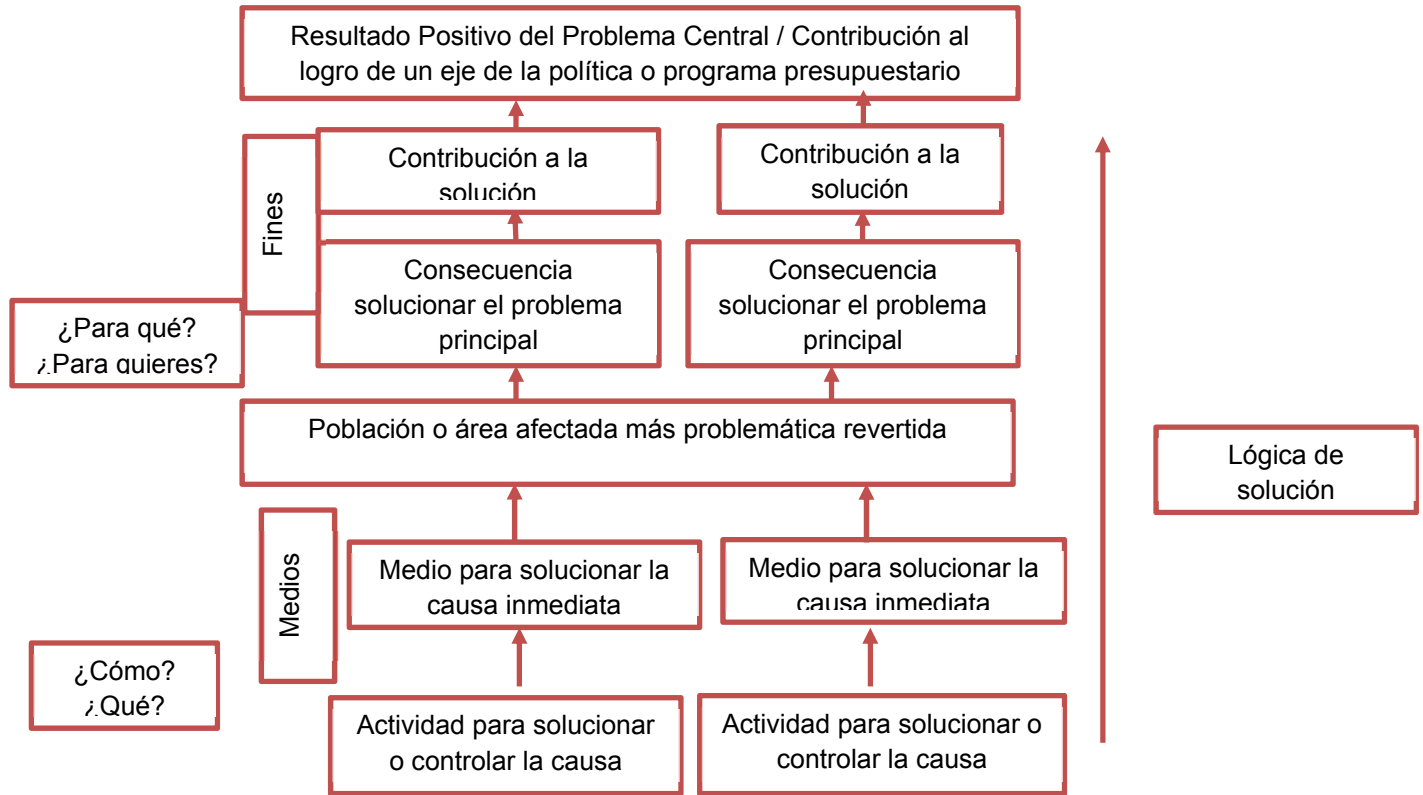 Resultado Positivo del Problema Central / Contribución al
logro de un eje de la política o programa presupuestario
Fines
Contribución a la
solución
Contribución a la
solución
Consecuencia
solucionar el problema
principal
Consecuencia
solucionar el problema
principal
¿Para qué?
¿Para quieres?
Población o área afectada más problemática revertida
Lógica de
solución
Medios
Medio para solucionar la
causa inmediata
Medio para solucionar la
causa inmediata
¿Cómo?
¿Qué?
Actividad para solucionar
o controlar la causa
Actividad para solucionar o
controlar la causa